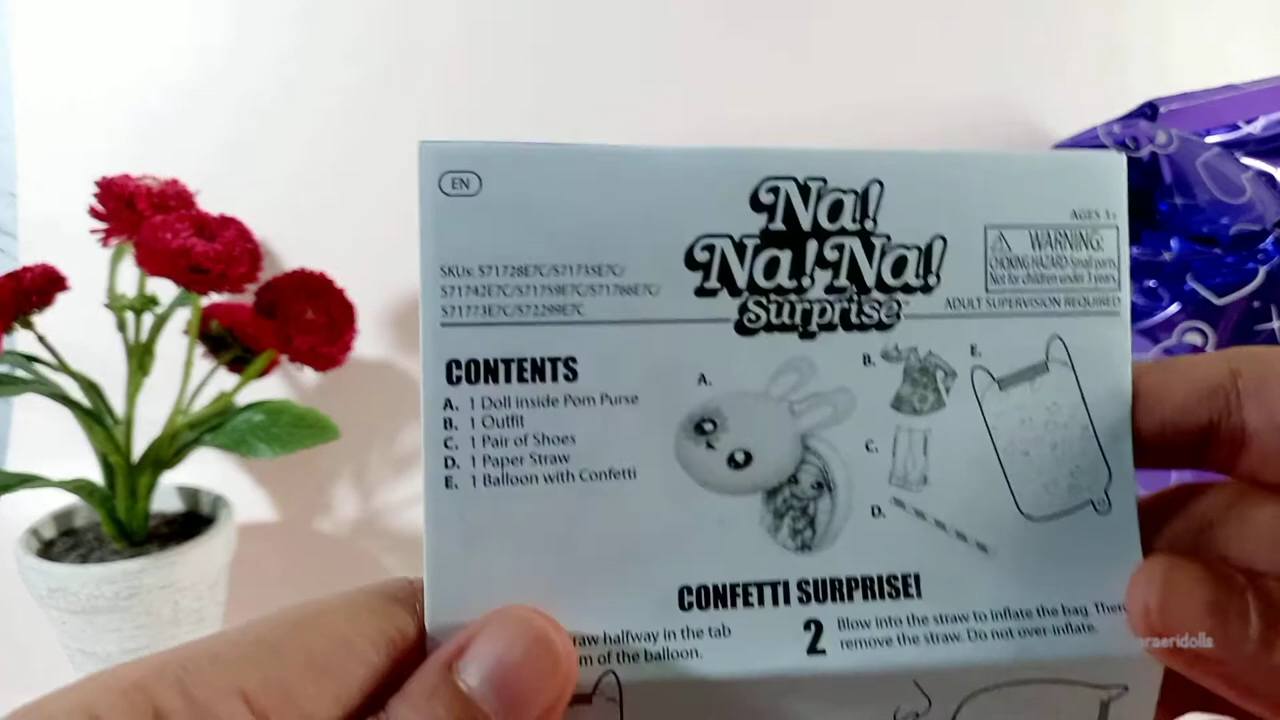 EN
Na!
Na! Na!
Surprise
SKUs: 571728E7C/571735E7C/
571742E7C/571759E7C/571766E7C/
571773E7C/572299E7C
AGES 3+
WARNING:
CHOKING HAZARD-Small parts.
Not for children under 3 years.
ADULT SUPERVISION REQUIRED
CONTENTS
A. 1 Doll inside Pom Purse
B. 1 Outfit
C. 1 Pair of Shoes
D. 1 Paper Straw
E. 1 Balloon with Confetti
A.
B.
C.
D.
E.
CONFETTI SURPRISE!
halfway in the tab
of the balloon.
2 Blow into the straw to inflate the bag. Then
remove the straw. Do not over-inflate.